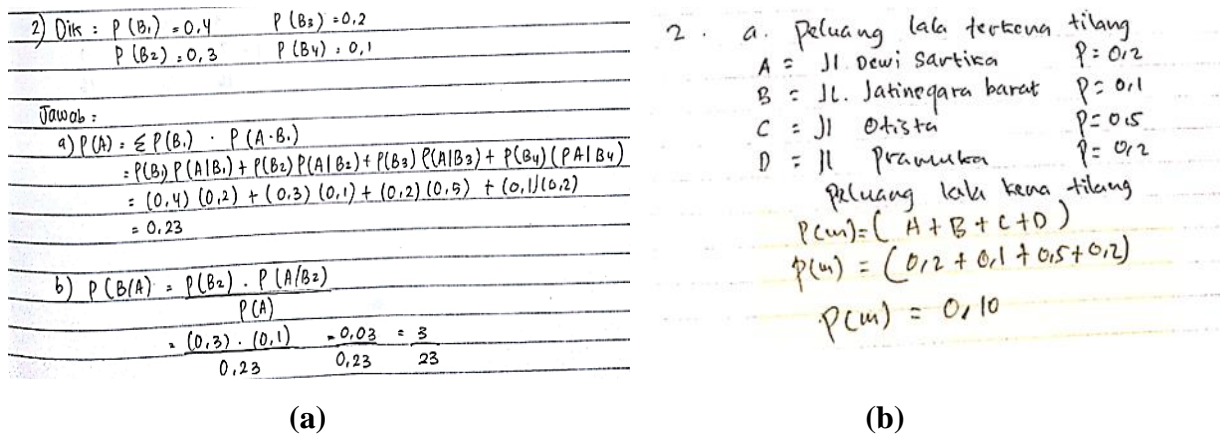 2) Dik : P (B₁) = 0,4 P (B3) = 0,2
P (B2) : 0,3 P (B4) : 0,1
Jawab :
a) P(A) = Σ P(B₁) · P (A·B₁)
= P(B₁) P(A|B₁) + P(B2) P(A|B2) + P(B3) P(A|B3) + P(B4) (PA|B4)
= (0,4) (0,2) + (0,3) (0,1) + (0,2) (0,5) + (0,1)(0,2)
= 0,23
b) P (B/A) = P(B2) . P (A/B2)
P (A)
= (0,3) . (0,1) = 0,03 = 3
0,23 0,23 23
(a)
2 . a. Peluang lala terkena tilang
A = Jl. Dewi Sartika P = 0,2
B = JL. Jatinegara barat P = 0,1
C = Jl Otista P = 0,5
D = Jl Pramuka P = 0,2
Peluang lala kena tilang
P(m) = ( A + B + C + D )
P(m) = ( 0,2 + 0,1 + 0,5 + 0,2)
P(m) = 0,10
(b)